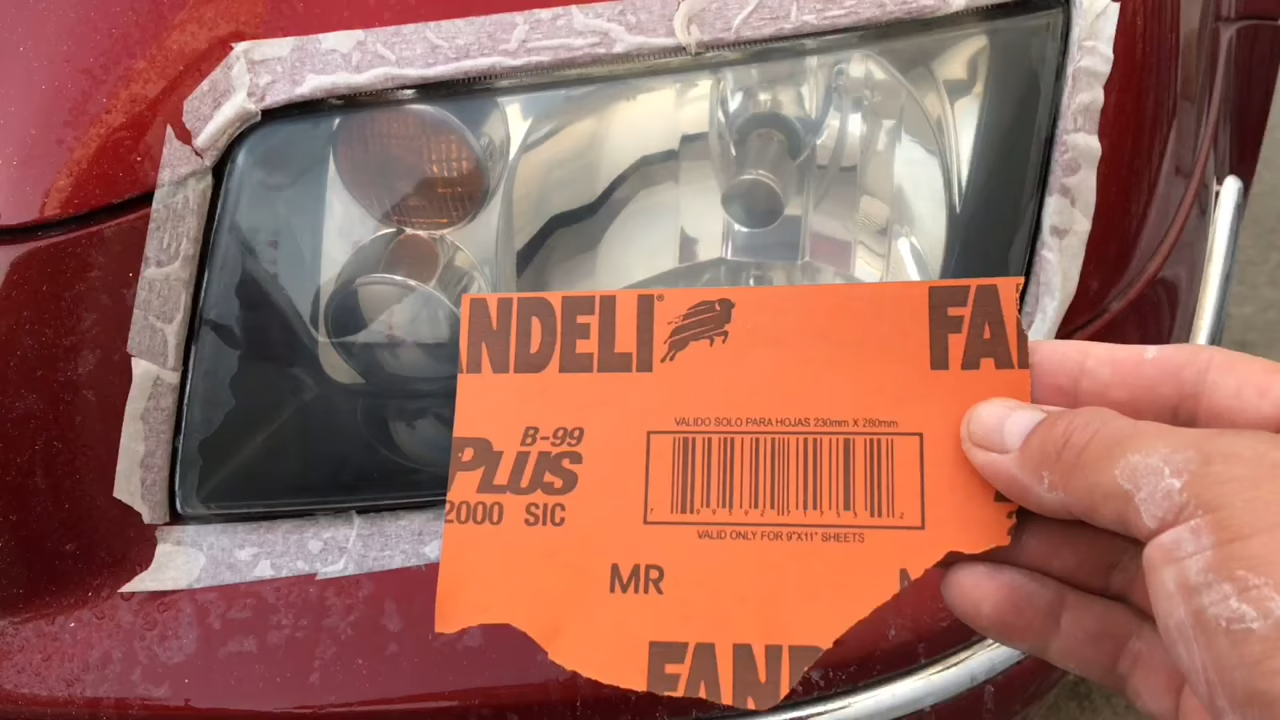 ANDELI® FAN
VALIDO SOLO PARA HOJAS 230mm X 280mm
B-99
PLUS
2000 SIC
VALID ONLY FOR 9"X11" SHEETS
MR M
FAND